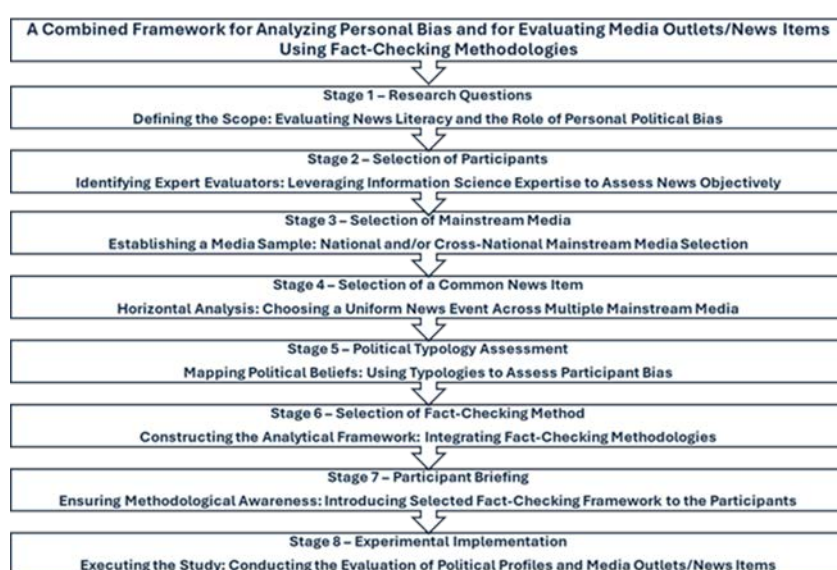 A Combined Framework for Analyzing Personal Bias and for Evaluating Media Outlets/News Items
Using Fact-Checking Methodologies
Stage 1 – Research Questions
Defining the Scope: Evaluating News Literacy and the Role of Personal Political Bias
Stage 2 – Selection of Participants
Identifying Expert Evaluators: Leveraging Information Science Expertise to Assess News Objectively
Stage 3 – Selection of Mainstream Media
Establishing a Media Sample: National and/or Cross-National Mainstream Media Selection
Stage 4 – Selection of a Common News Item
Horizontal Analysis: Choosing a Uniform News Event Across Multiple Mainstream Media
Stage 5 – Political Typology Assessment
Mapping Political Beliefs: Using Typologies to Assess Participant Bias
Stage 6 – Selection of Fact-Checking Method
Constructing the Analytical Framework: Integrating Fact-Checking Methodologies
Stage 7 – Participant Briefing
Ensuring Methodological Awareness: Introducing Selected Fact-Checking Framework to the Participants
Stage 8 – Experimental Implementation
Executing the Study: Conducting the Evaluation of Political Profiles and Media Outlets/News Items